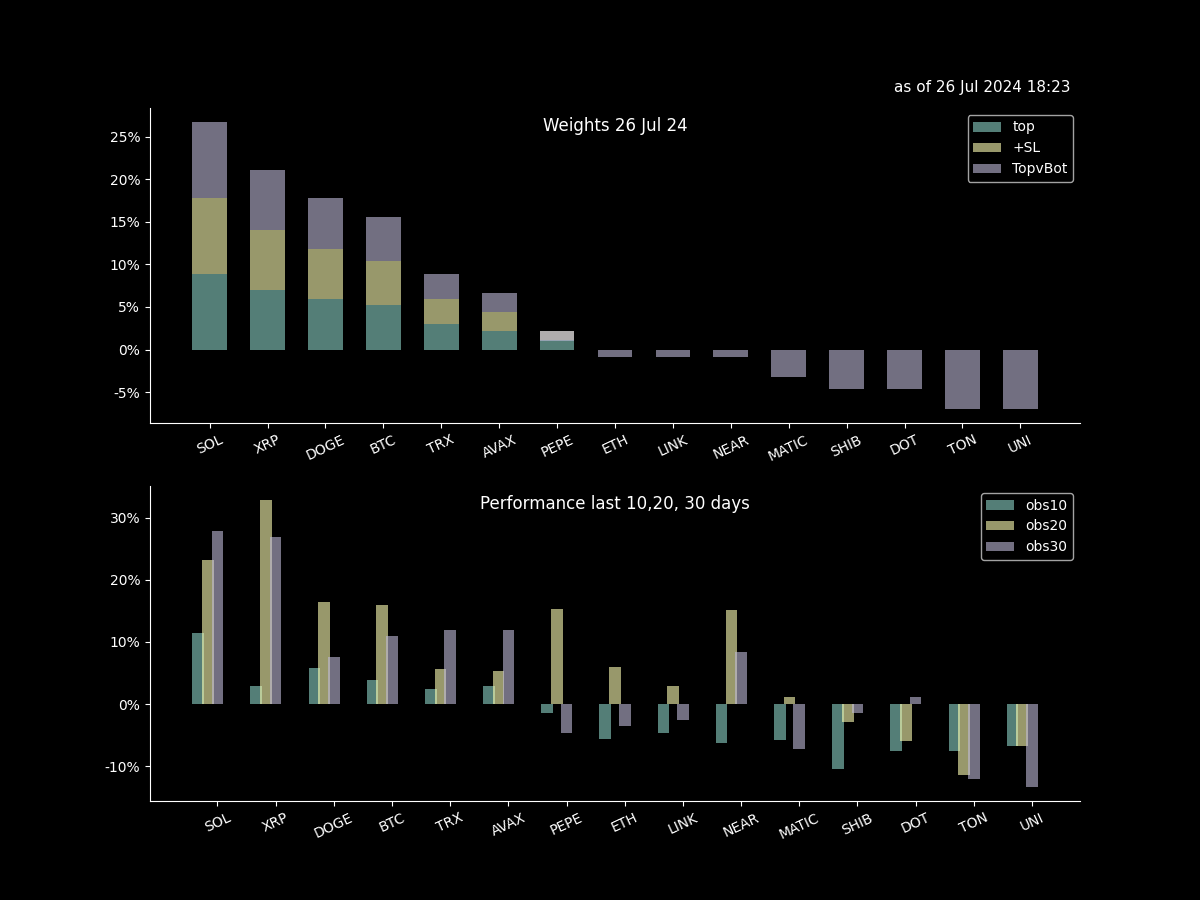 as of 26 Jul 2024 18:23
Weights 26 Jul 24
top
+SL
TopvBot
25%
20%
15%
10%
5%
0%
-5%
SOL XRP DOGE BTC TRX AVAX PEPE ETH LINK NEAR MATIC SHIB DOT TON UNI
Performance last 10,20, 30 days
obs10
obs20
obs30
30%
20%
10%
0%
-10%
SOL XRP DOGE BTC TRX AVAX PEPE ETH LINK NEAR MATIC SHIB DOT TON UNI